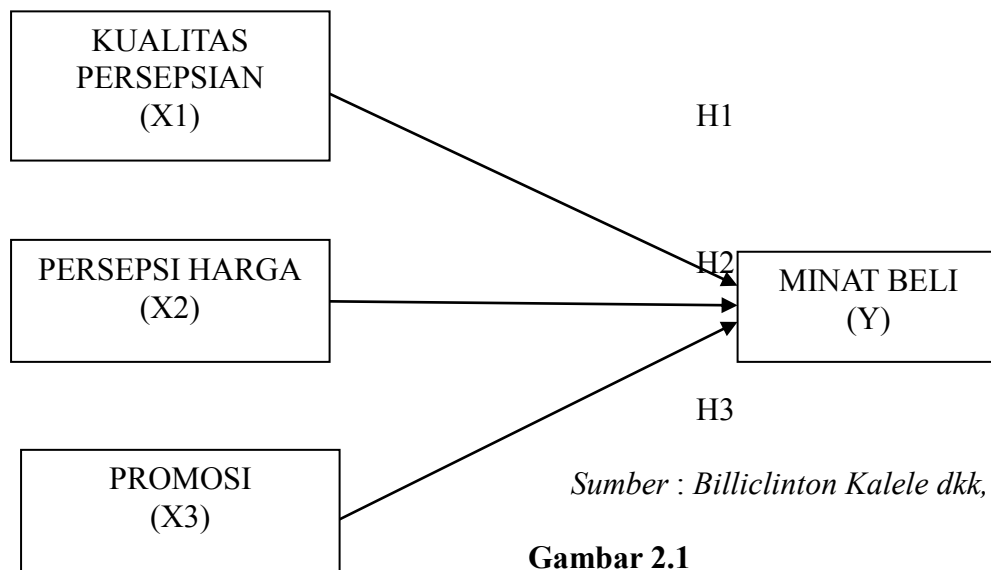 KUALITAS
PERSEPSIAN
(X1)
H1
PERSEPSI HARGA
(X2)
H2
MINAT BELI
(Y)
H3
PROMOSI
(X3)
Sumber : Billiclinton Kalele dkk,
Gambar 2.1